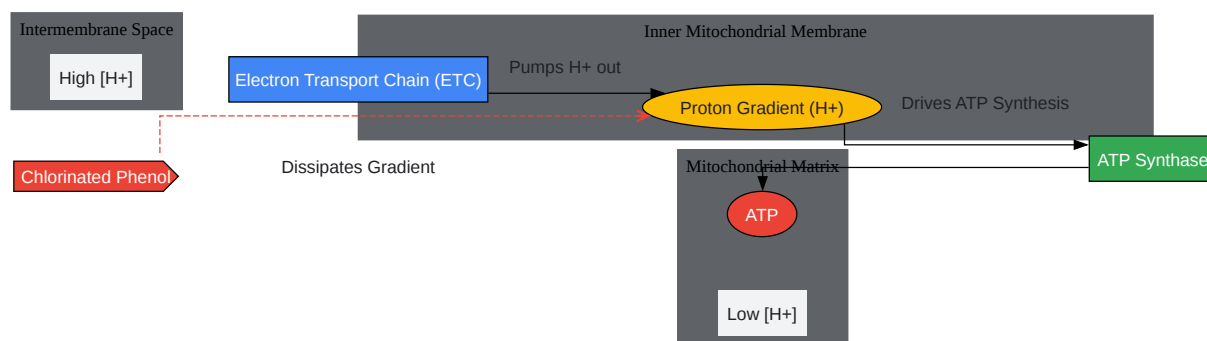 Intermembrane Space
High [H+]
Inner Mitochondrial Membrane
Electron Transport Chain (ETC)
Pumps H+ out
Proton Gradient (H+)
Drives ATP Synthesis
Chlorinated Phenol
Dissipates Gradient
ATP Synthase
Mitochondrial Matrix
ATP
Low [H+]